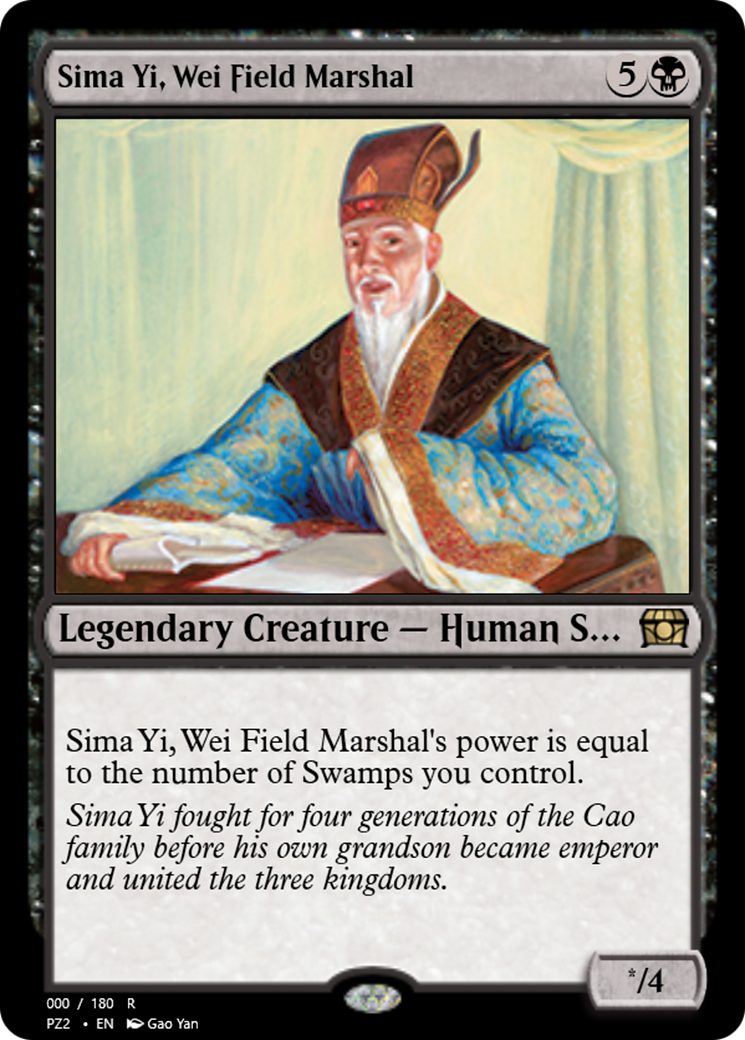 Sima Yi, Wei Field Marshal
5
Legendary Creature — Human S...
Sima Yi, Wei Field Marshal's power is equal
to the number of Swamps you control.
Sima Yi fought for four generations of the Cao
family before his own grandson became emperor
and united the three kingdoms.
*/4
000 / 180 R
PZ2 • EN Gao Yan